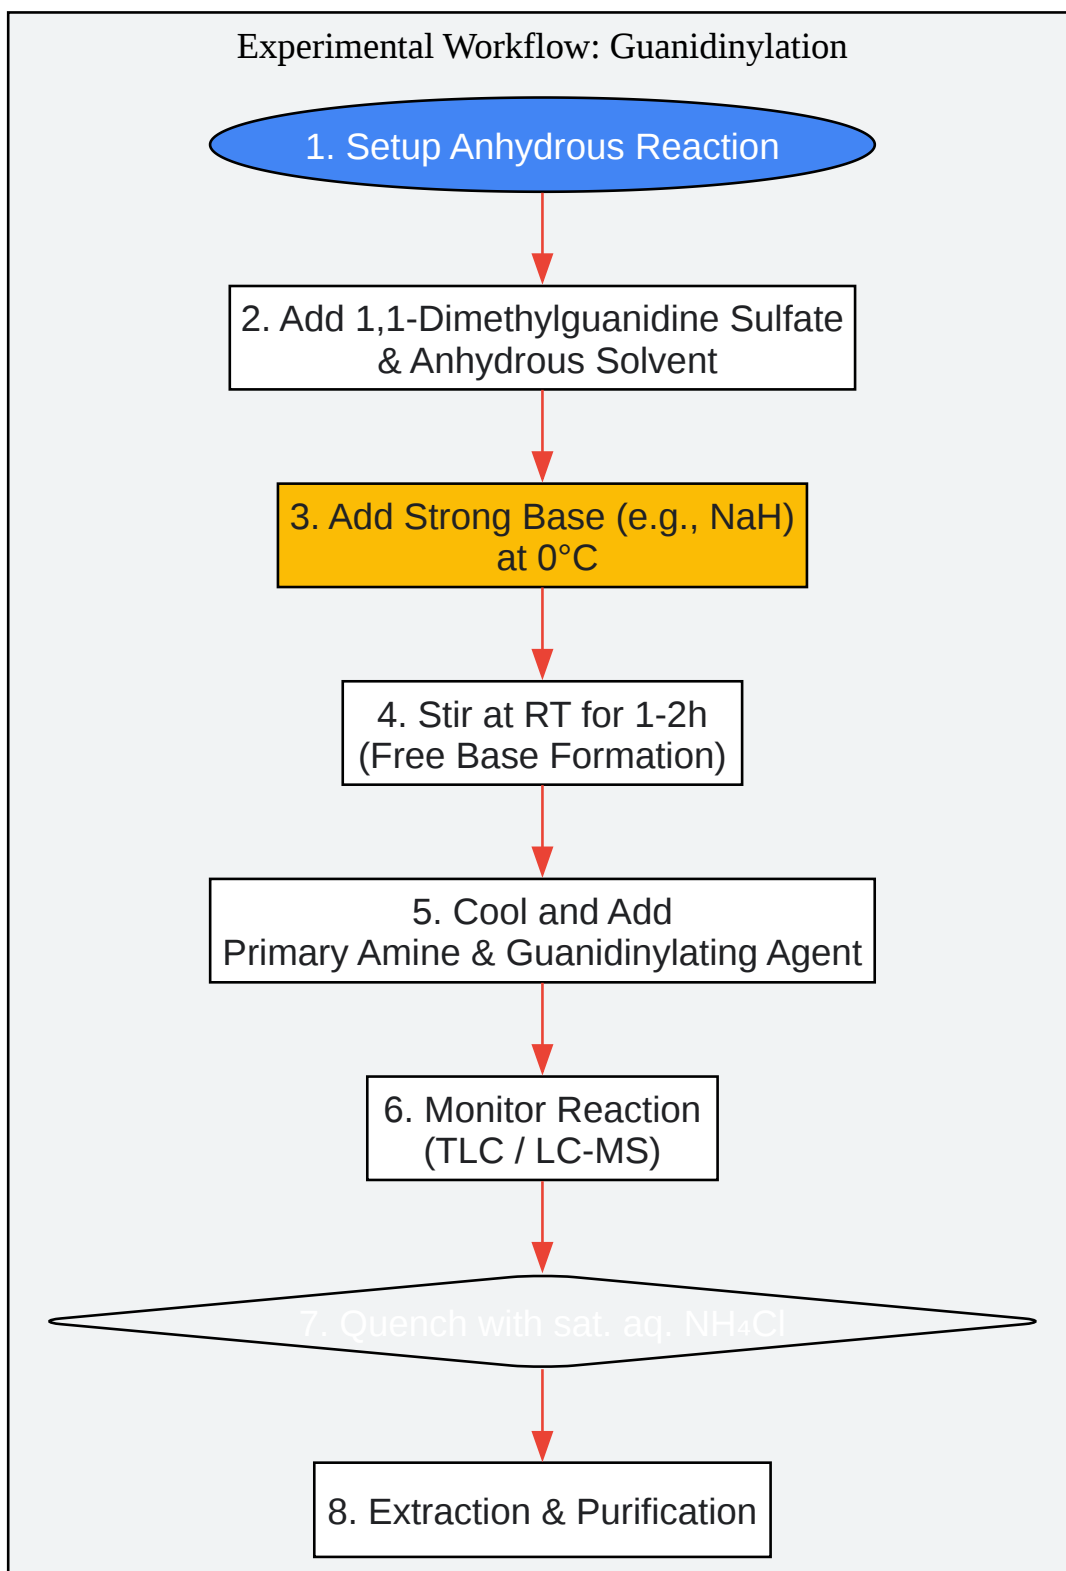 Experimental Workflow: Guanidinylation
1. Setup Anhydrous Reaction
2. Add 1,1-Dimethylguanidine Sulfate
& Anhydrous Solvent
3. Add Strong Base (e.g., NaH)
at 0°C
4. Stir at RT for 1-2h
(Free Base Formation)
5. Cool and Add
Primary Amine & Guanidinylating Agent
6. Monitor Reaction
(TLC / LC-MS)
7. Quench with sat. aq. NH₄Cl
8. Extraction & Purification